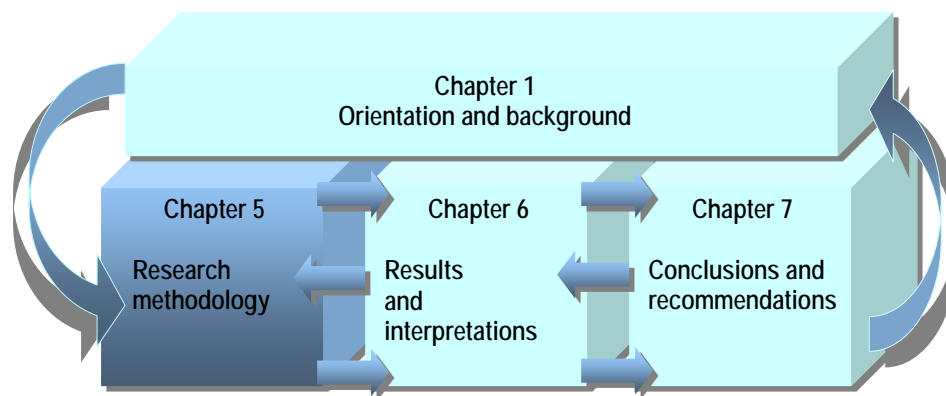 Chapter 1
Orientation and background
Chapter 5
Research
methodology
Chapter 6
Results
and
interpretations
Chapter 7
Conclusions and
recommendations